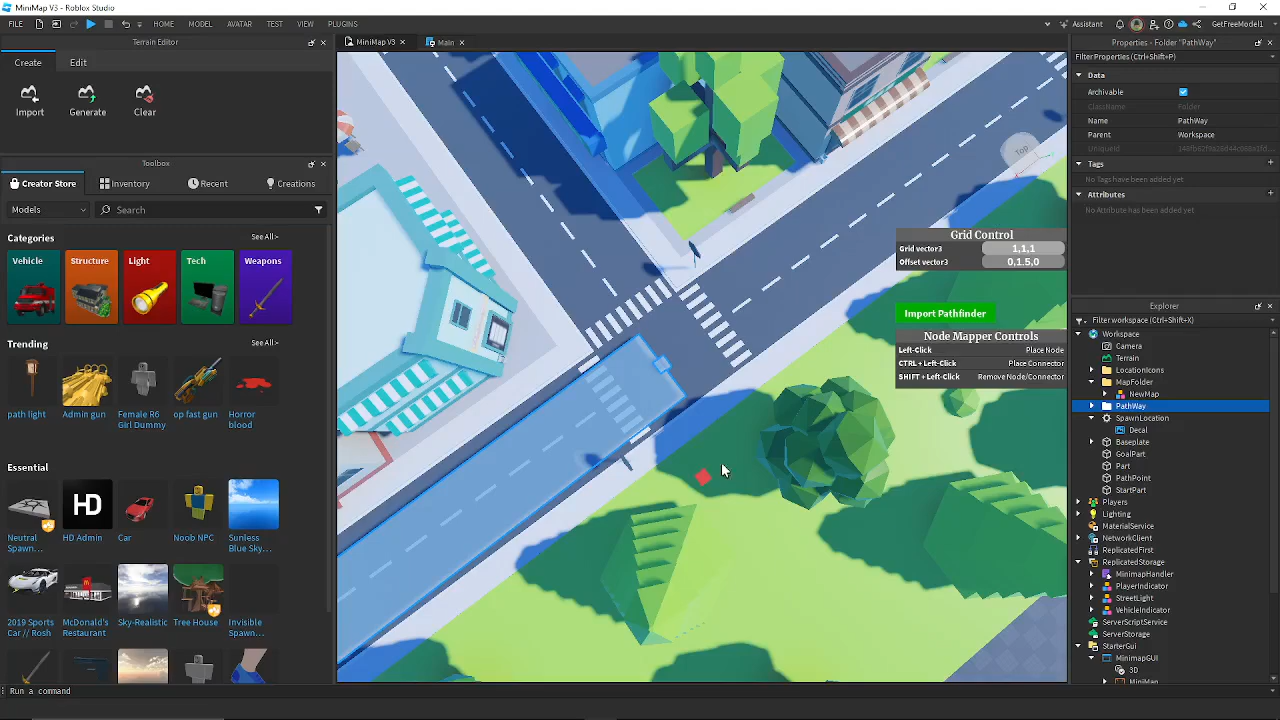 MiniMap V3 - Roblox Studio
FILE HOME MODEL AVATAR TEST VIEW PLUGINS Assistant GetFreeModel1
Terrain Editor
Create Edit
Import Generate Clear
Toolbox
Creator Store Inventory Recent Creations
Models Search
Categories See All>
Vehicle Structure Light Tech Weapons
Trending See All>
path light Admin gun Female R6 Girl Dummy op fast gun Horror blood
Essential See All>
HD
Neutral Spawn... HD Admin Car Noob NPC Sunless Blue Sky...
2019 Sports Car // Rosh McDonald's Restaurant Sky-Realistic Tree House Invisible Spawn...
Run a command
MiniMap V3 Main
Top
Grid Control
Grid vector3 1,1,1
Offset vector3 0,1.5,0
Import Pathfinder
Node Mapper Controls
Left-Click Place Node
CTRL + Left-Click Place Connector
SHIFT + Left-Click Remove Node/Connector
Properties - Folder "PathWay"
Filter Properties (Ctrl+Shift+P)
Data
Archivable
ClassName Folder
Name PathWay
Parent Workspace
UniqueId
Tags
No Tags have been added yet
Attributes
No Attribute has been added yet
Explorer
Filter workspace (Ctrl+Shift+X)
Workspace
Camera
Terrain
LocationIcons
MapFolder
NewMap
PathWay
SpawnLocation
Decal
Baseplate
GoalPart
Part
PathPoint
StartPart
Players
Lighting
MaterialService
NetworkClient
ReplicatedFirst
ReplicatedStorage
MinimapHandler
PlayerIndicator
StreetLight
VehicleIndicator
ServerScriptService
ServerStorage
StarterGui
MinimapGUI
3D
MiniMap